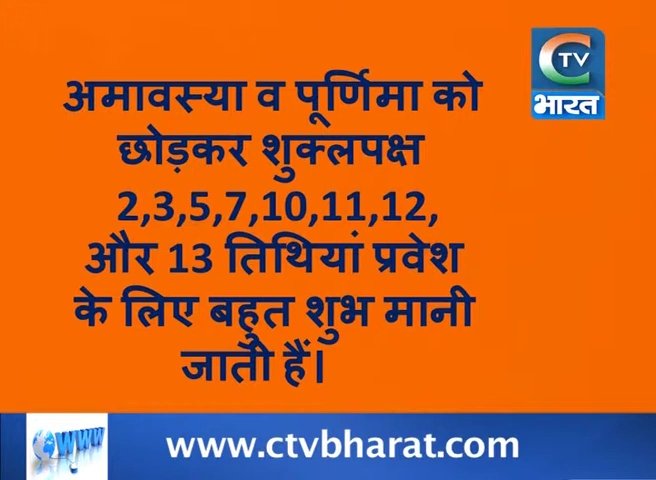 C TV
भारत
अमावस्या व पूर्णिमा को
छोड़कर शुक्लपक्ष
2,3,5,7,10,11,12,
और 13 तिथियां प्रवेश
के लिए बहुत शुभ मानी
जाती हैं।
www
www.ctvbharat.com